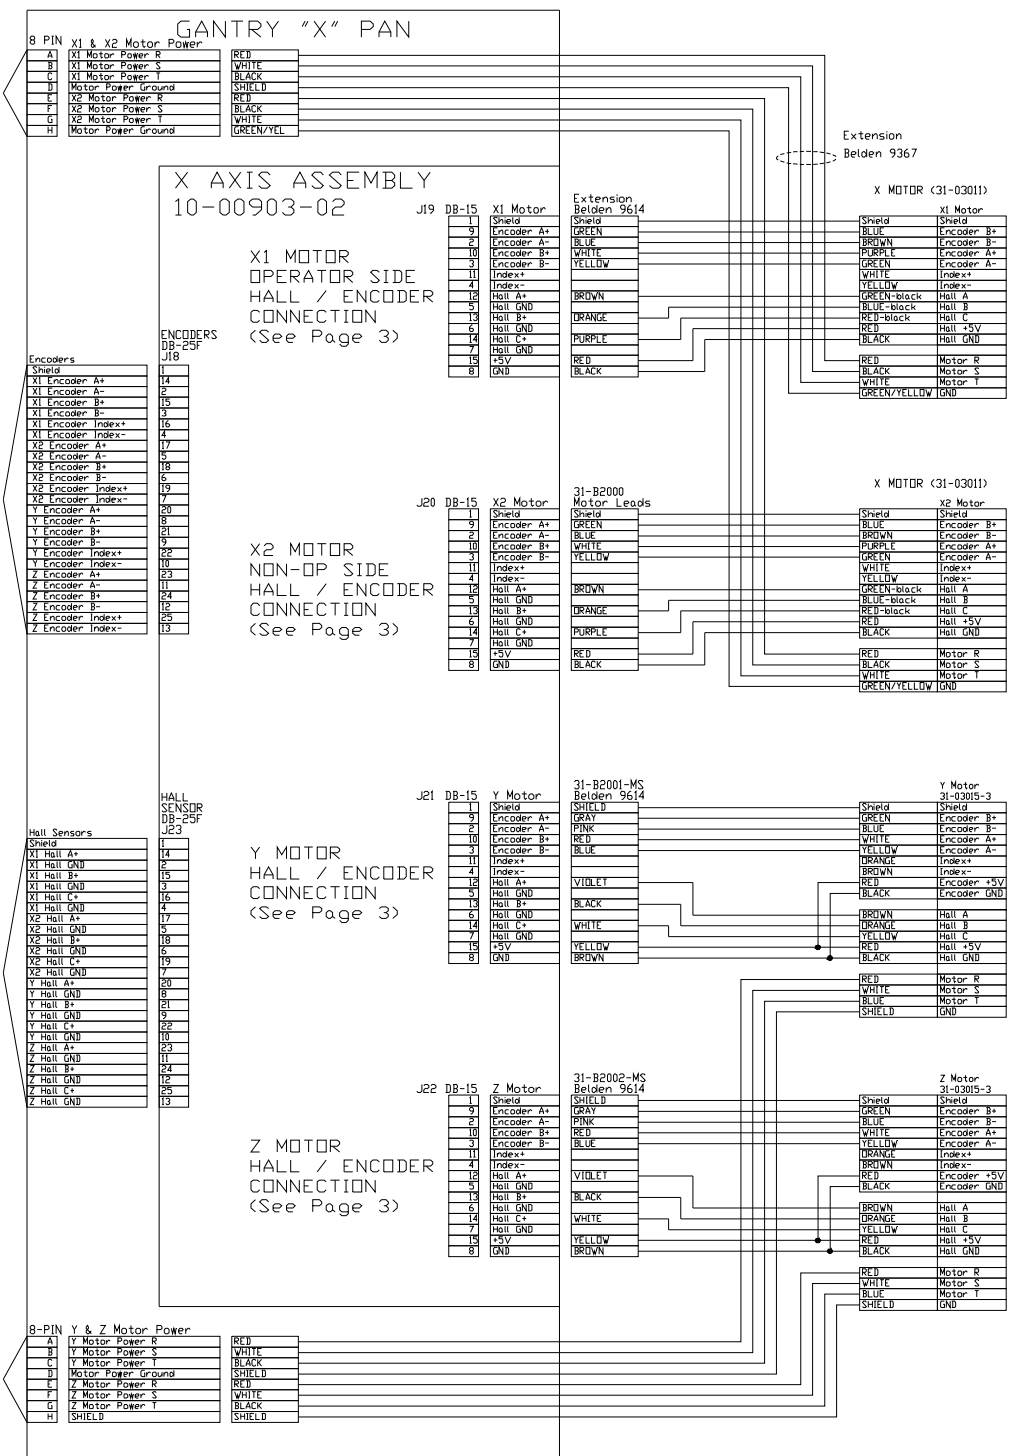 GANTRY "X" PAN
8 PIN X1 & X2 Motor Power
A X1 Motor Power R RED
B X1 Motor Power S WHITE
C X1 Motor Power T BLACK
D Motor Power Ground SHIELD
E X2 Motor Power R RED
F X2 Motor Power S BLACK
G X2 Motor Power T WHITE
H Motor Power Ground GREEN/YEL
Extension
Belden 9367
X AXIS ASSEMBLY
10-00903-02
X1 MOTOR
OPERATOR SIDE
HALL / ENCODER
CONNECTION
(See Page 3)
J19 DB-15 X1 Motor
Extension
Belden 9614
1 Shield Shield
9 Encoder A+ GREEN
2 Encoder A- BLUE
10 Encoder B+ WHITE
3 Encoder B- YELLOW
11 Index+
4 Index-
12 Hall A+ BROWN
5 Hall GND
13 Hall B+ ORANGE
6 Hall GND
14 Hall C+ PURPLE
7 Hall GND
15 +5V RED
8 GND BLACK
X MOTOR (31-03011)
X1 Motor
Shield Shield
BLUE Encoder B+
BROWN Encoder B-
PURPLE Encoder A+
GREEN Encoder A-
WHITE Index+
YELLOW Index-
GREEN-black Hall A
BLUE-black Hall B
RED-black Hall C
RED Hall +5V
BLACK Hall GND
RED Motor R
BLACK Motor S
WHITE Motor T
GREEN/YELLOW GND
ENCODERS
DB-25F
J18
Encoders
Shield 1
X1 Encoder A+ 14
X1 Encoder A- 2
X1 Encoder B+ 15
X1 Encoder B- 3
X1 Encoder Index+ 16
X1 Encoder Index- 4
X2 Encoder A+ 17
X2 Encoder A- 5
X2 Encoder B+ 18
X2 Encoder B- 6
X2 Encoder Index+ 19
X2 Encoder Index- 7
Y Encoder A+ 20
Y Encoder A- 8
Y Encoder B+ 21
Y Encoder B- 9
Y Encoder Index+ 22
Y Encoder Index- 10
Z Encoder A+ 23
Z Encoder A- 11
Z Encoder B+ 24
Z Encoder B- 12
Z Encoder Index+ 25
Z Encoder Index- 13
X2 MOTOR
NON-OP SIDE
HALL / ENCODER
CONNECTION
(See Page 3)
J20 DB-15 X2 Motor
31-B2000
Motor Leads
1 Shield Shield
9 Encoder A+ GREEN
2 Encoder A- BLUE
10 Encoder B+ WHITE
3 Encoder B- YELLOW
11 Index+
4 Index-
12 Hall A+ BROWN
5 Hall GND
13 Hall B+ ORANGE
6 Hall GND
14 Hall C+ PURPLE
7 Hall GND
15 +5V RED
8 GND BLACK
X MOTOR (31-03011)
X2 Motor
Shield Shield
BLUE Encoder B+
BROWN Encoder B-
PURPLE Encoder A+
GREEN Encoder A-
WHITE Index+
YELLOW Index-
GREEN-black Hall A
BLUE-black Hall B
RED-black Hall C
RED Hall +5V
BLACK Hall GND
RED Motor R
BLACK Motor S
WHITE Motor T
GREEN/YELLOW GND
HALL
SENSOR
DB-25F
J23
Hall Sensors
Shield 1
X1 Hall A+ 14
X1 Hall GND 2
X1 Hall B+ 15
X1 Hall GND 3
X1 Hall C+ 16
X1 Hall GND 4
X2 Hall A+ 17
X2 Hall GND 5
X2 Hall B+ 18
X2 Hall GND 6
X2 Hall C+ 19
X2 Hall GND 7
Y Hall A+ 20
Y Hall GND 8
Y Hall B+ 21
Y Hall GND 9
Y Hall C+ 22
Y Hall GND 10
Z Hall A+ 23
Z Hall GND 11
Z Hall B+ 24
Z Hall GND 12
Z Hall C+ 25
Z Hall GND 13
Y MOTOR
HALL / ENCODER
CONNECTION
(See Page 3)
J21 DB-15 Y Motor
31-B2001-MS
Belden 9614
1 Shield SHIELD
9 Encoder A+ GRAY
2 Encoder A- PINK
10 Encoder B+ RED
3 Encoder B- BLUE
11 Index+
4 Index-
12 Hall A+ VIOLET
5 Hall GND
13 Hall B+ BLACK
6 Hall GND
14 Hall C+ WHITE
7 Hall GND
15 +5V YELLOW
8 GND BROWN
Y Motor
31-03015-3
Shield Shield
GREEN Encoder B+
BLUE Encoder B-
WHITE Encoder A+
YELLOW Encoder A-
ORANGE Index+
BROWN Index-
RED Encoder +5V
BLACK Encoder GND
BROWN Hall A
ORANGE Hall B
YELLOW Hall C
RED Hall +5V
BLACK Hall GND
RED Motor R
WHITE Motor S
BLUE Motor T
SHIELD GND
Z MOTOR
HALL / ENCODER
CONNECTION
(See Page 3)
J22 DB-15 Z Motor
31-B2002-MS
Belden 9614
1 Shield SHIELD
9 Encoder A+ GRAY
2 Encoder A- PINK
10 Encoder B+ RED
3 Encoder B- BLUE
11 Index+
4 Index-
12 Hall A+ VIOLET
5 Hall GND
13 Hall B+ BLACK
6 Hall GND
14 Hall C+ WHITE
7 Hall GND
15 +5V YELLOW
8 GND BROWN
Z Motor
31-03015-3
Shield Shield
GREEN Encoder B+
BLUE Encoder B-
WHITE Encoder A+
YELLOW Encoder A-
ORANGE Index+
BROWN Index-
RED Encoder +5V
BLACK Encoder GND
BROWN Hall A
ORANGE Hall B
YELLOW Hall C
RED Hall +5V
BLACK Hall GND
RED Motor R
WHITE Motor S
BLUE Motor T
SHIELD GND
8-PIN Y & Z Motor Power
A Y Motor Power R RED
B Y Motor Power S WHITE
C Y Motor Power T BLACK
D Motor Power Ground SHIELD
E Z Motor Power R RED
F Z Motor Power S WHITE
G Z Motor Power T BLACK
H SHIELD SHIELD